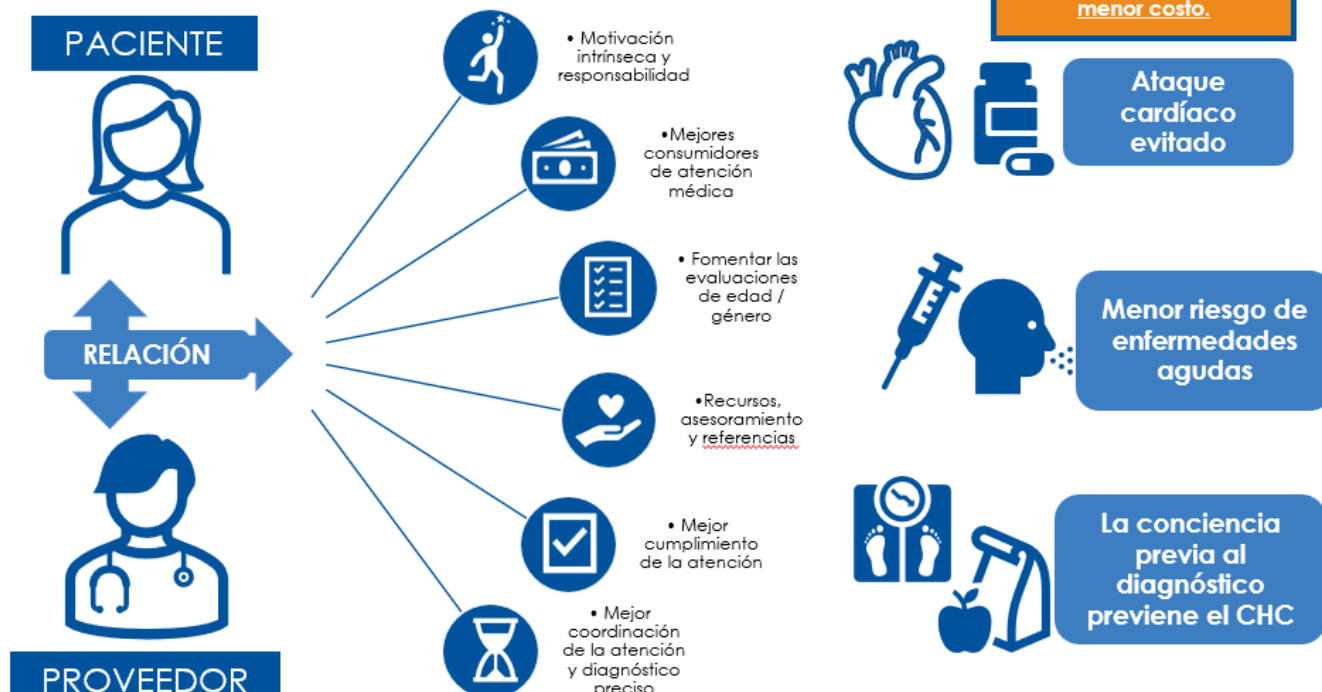 PACIENTE
• Motivación
intrínseca y
responsabilidad
•Mejores
consumidores
de atención
médica
• Fomentar las
evaluaciones
de edad /
género
RELACIÓN
•Recursos,
asesoramiento
y referencias
• Mejor
cumplimiento
de la atención
• Mejor
coordinación
de la atención
y diagnóstico
preciso
PROVEEDOR
menor costo.
Ataque
cardíaco
evitado
Menor riesgo de
enfermedades
agudas
La conciencia
previa al
diagnóstico
previene el CHC